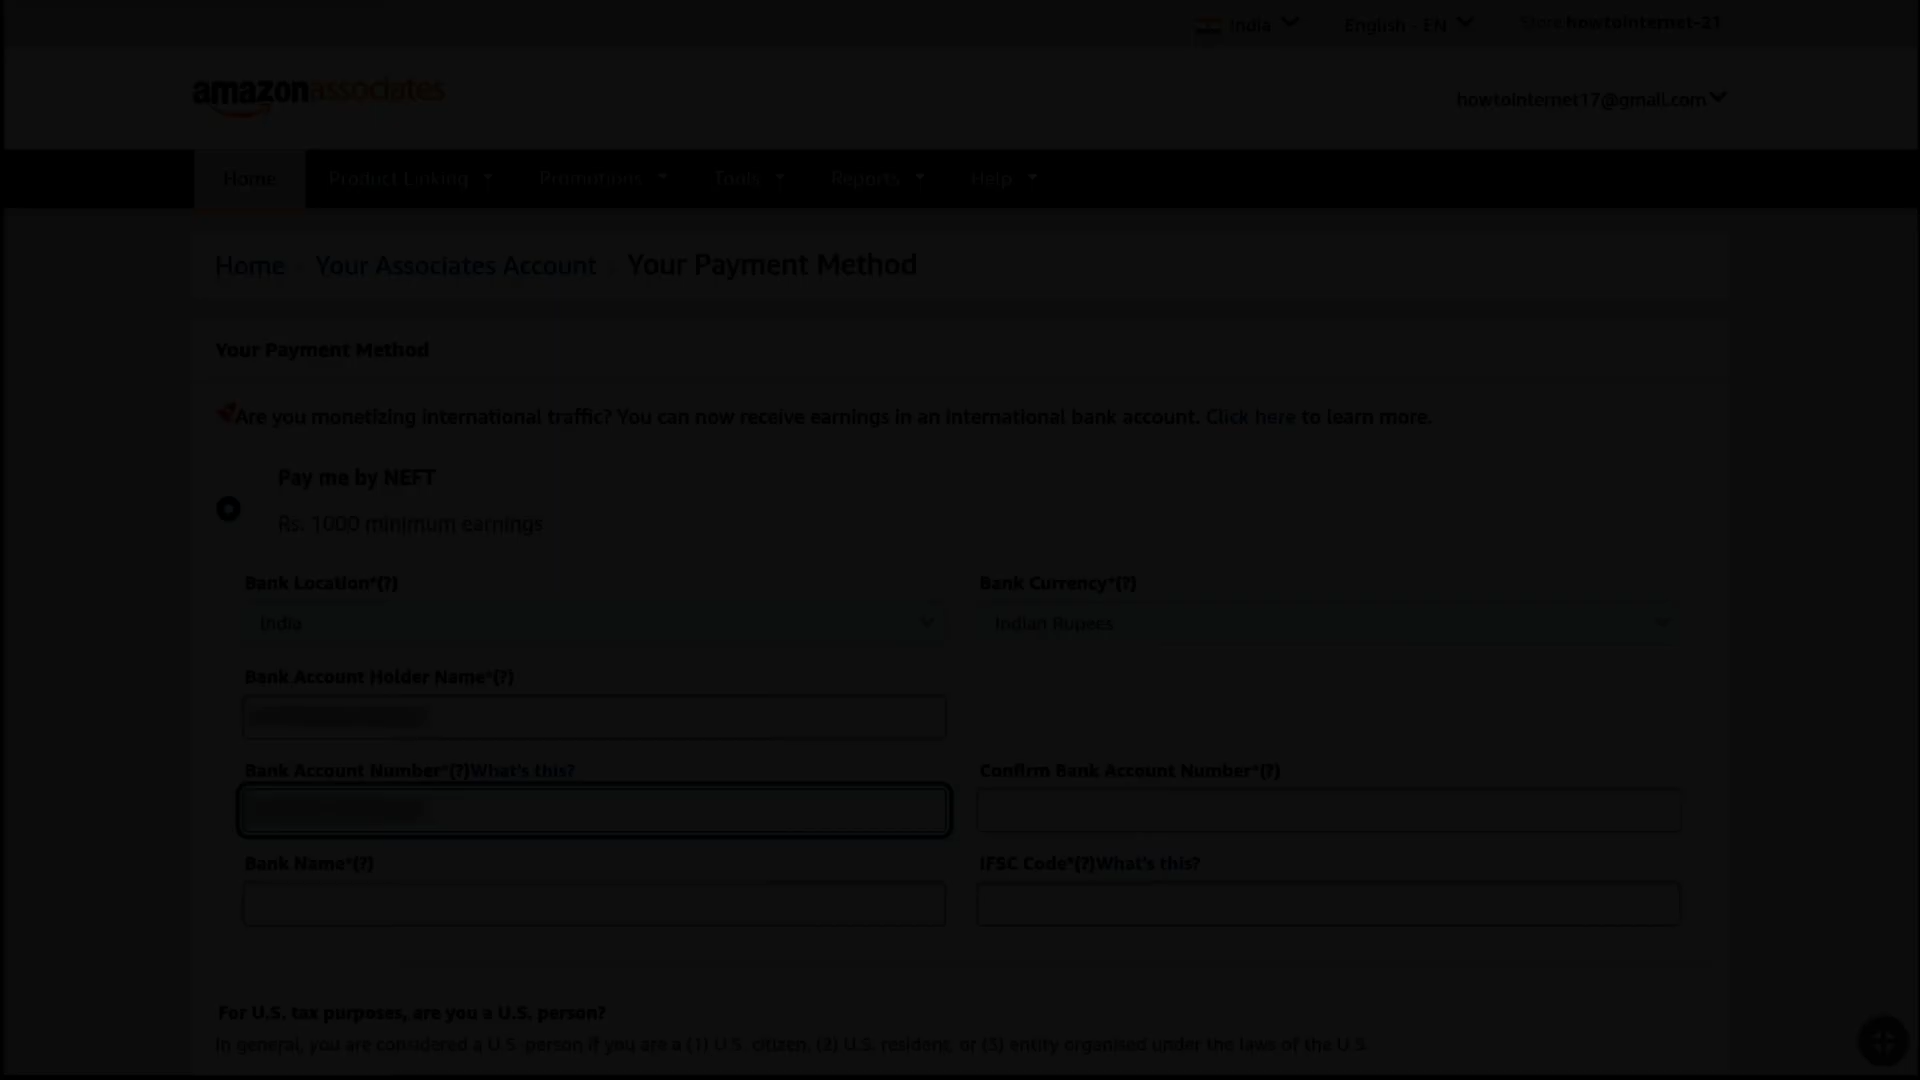 India English - EN Store howtointernet-21
amazonassociates
howtointernet17@gmail.com
Home Product Linking Promotions Tools Reports Help
Home Your Associates Account Your Payment Method
Your Payment Method
Are you monetizing international traffic? You can now receive earnings in an international bank account. Click here to learn more.
Pay me by NEFT
Rs. 1000 minimum earnings
Bank Location*(?) Bank Currency*(?)
India Indian Rupees
Bank Account Holder Name*(?)
Bank Account Number*(?)What's this? Confirm Bank Account Number*(?)
Bank Name*(?) IFSC Code*(?)What's this?
For U.S. tax purposes, are you a U.S. person?
In general, you are considered a U.S. person if you are a (1) U.S. citizen, (2) U.S. resident, or (3) entity organised under the laws of the U.S.